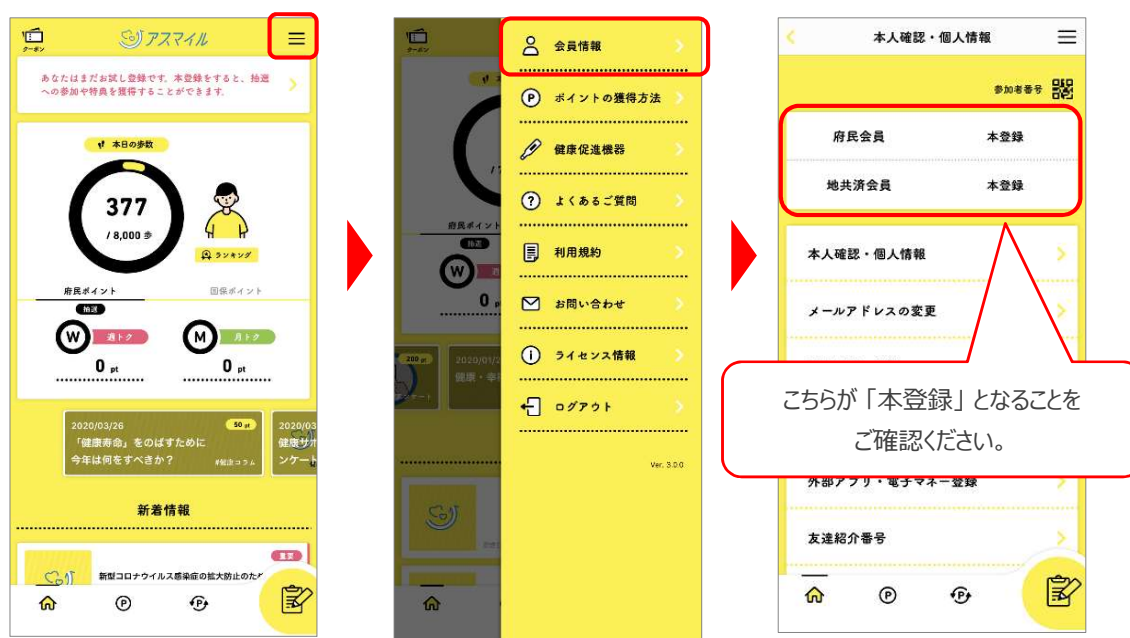 クーポン
アスマイル
あなたはまだお試し登録です。本登録をすると、抽選
への参加や特典を獲得することができます。
本日の歩数
377
/ 8,000 歩
ランキング
府民ポイント
国保ポイント
抽選
W 週トク
M 月トク
0 pt
0 pt
2020/03/26
50 pt
「健康寿命」をのばすために
今年は何をすべきか?
#健康コラム
2020/03
健康サポ
ンケート
新着情報
重要
新型コロナウイルス感染症の拡大防止のため
P
P
クーポン
府民ポイント
抽選
W
0
200 pt
2020/01/2
健康・幸
会員情報
P ポイントの獲得方法
健康促進機器
? よくあるご質問
利用規約
お問い合わせ
i ライセンス情報
ログアウト
Ver. 3.0.0
本人確認・個人情報
参加者番号
府民会員 本登録
地共済会員 本登録
本人確認・個人情報
メールアドレスの変更
こちらが「本登録」となることを
ご確認ください。
外部アプリ・電子マネー登録
友達紹介番号
P
P